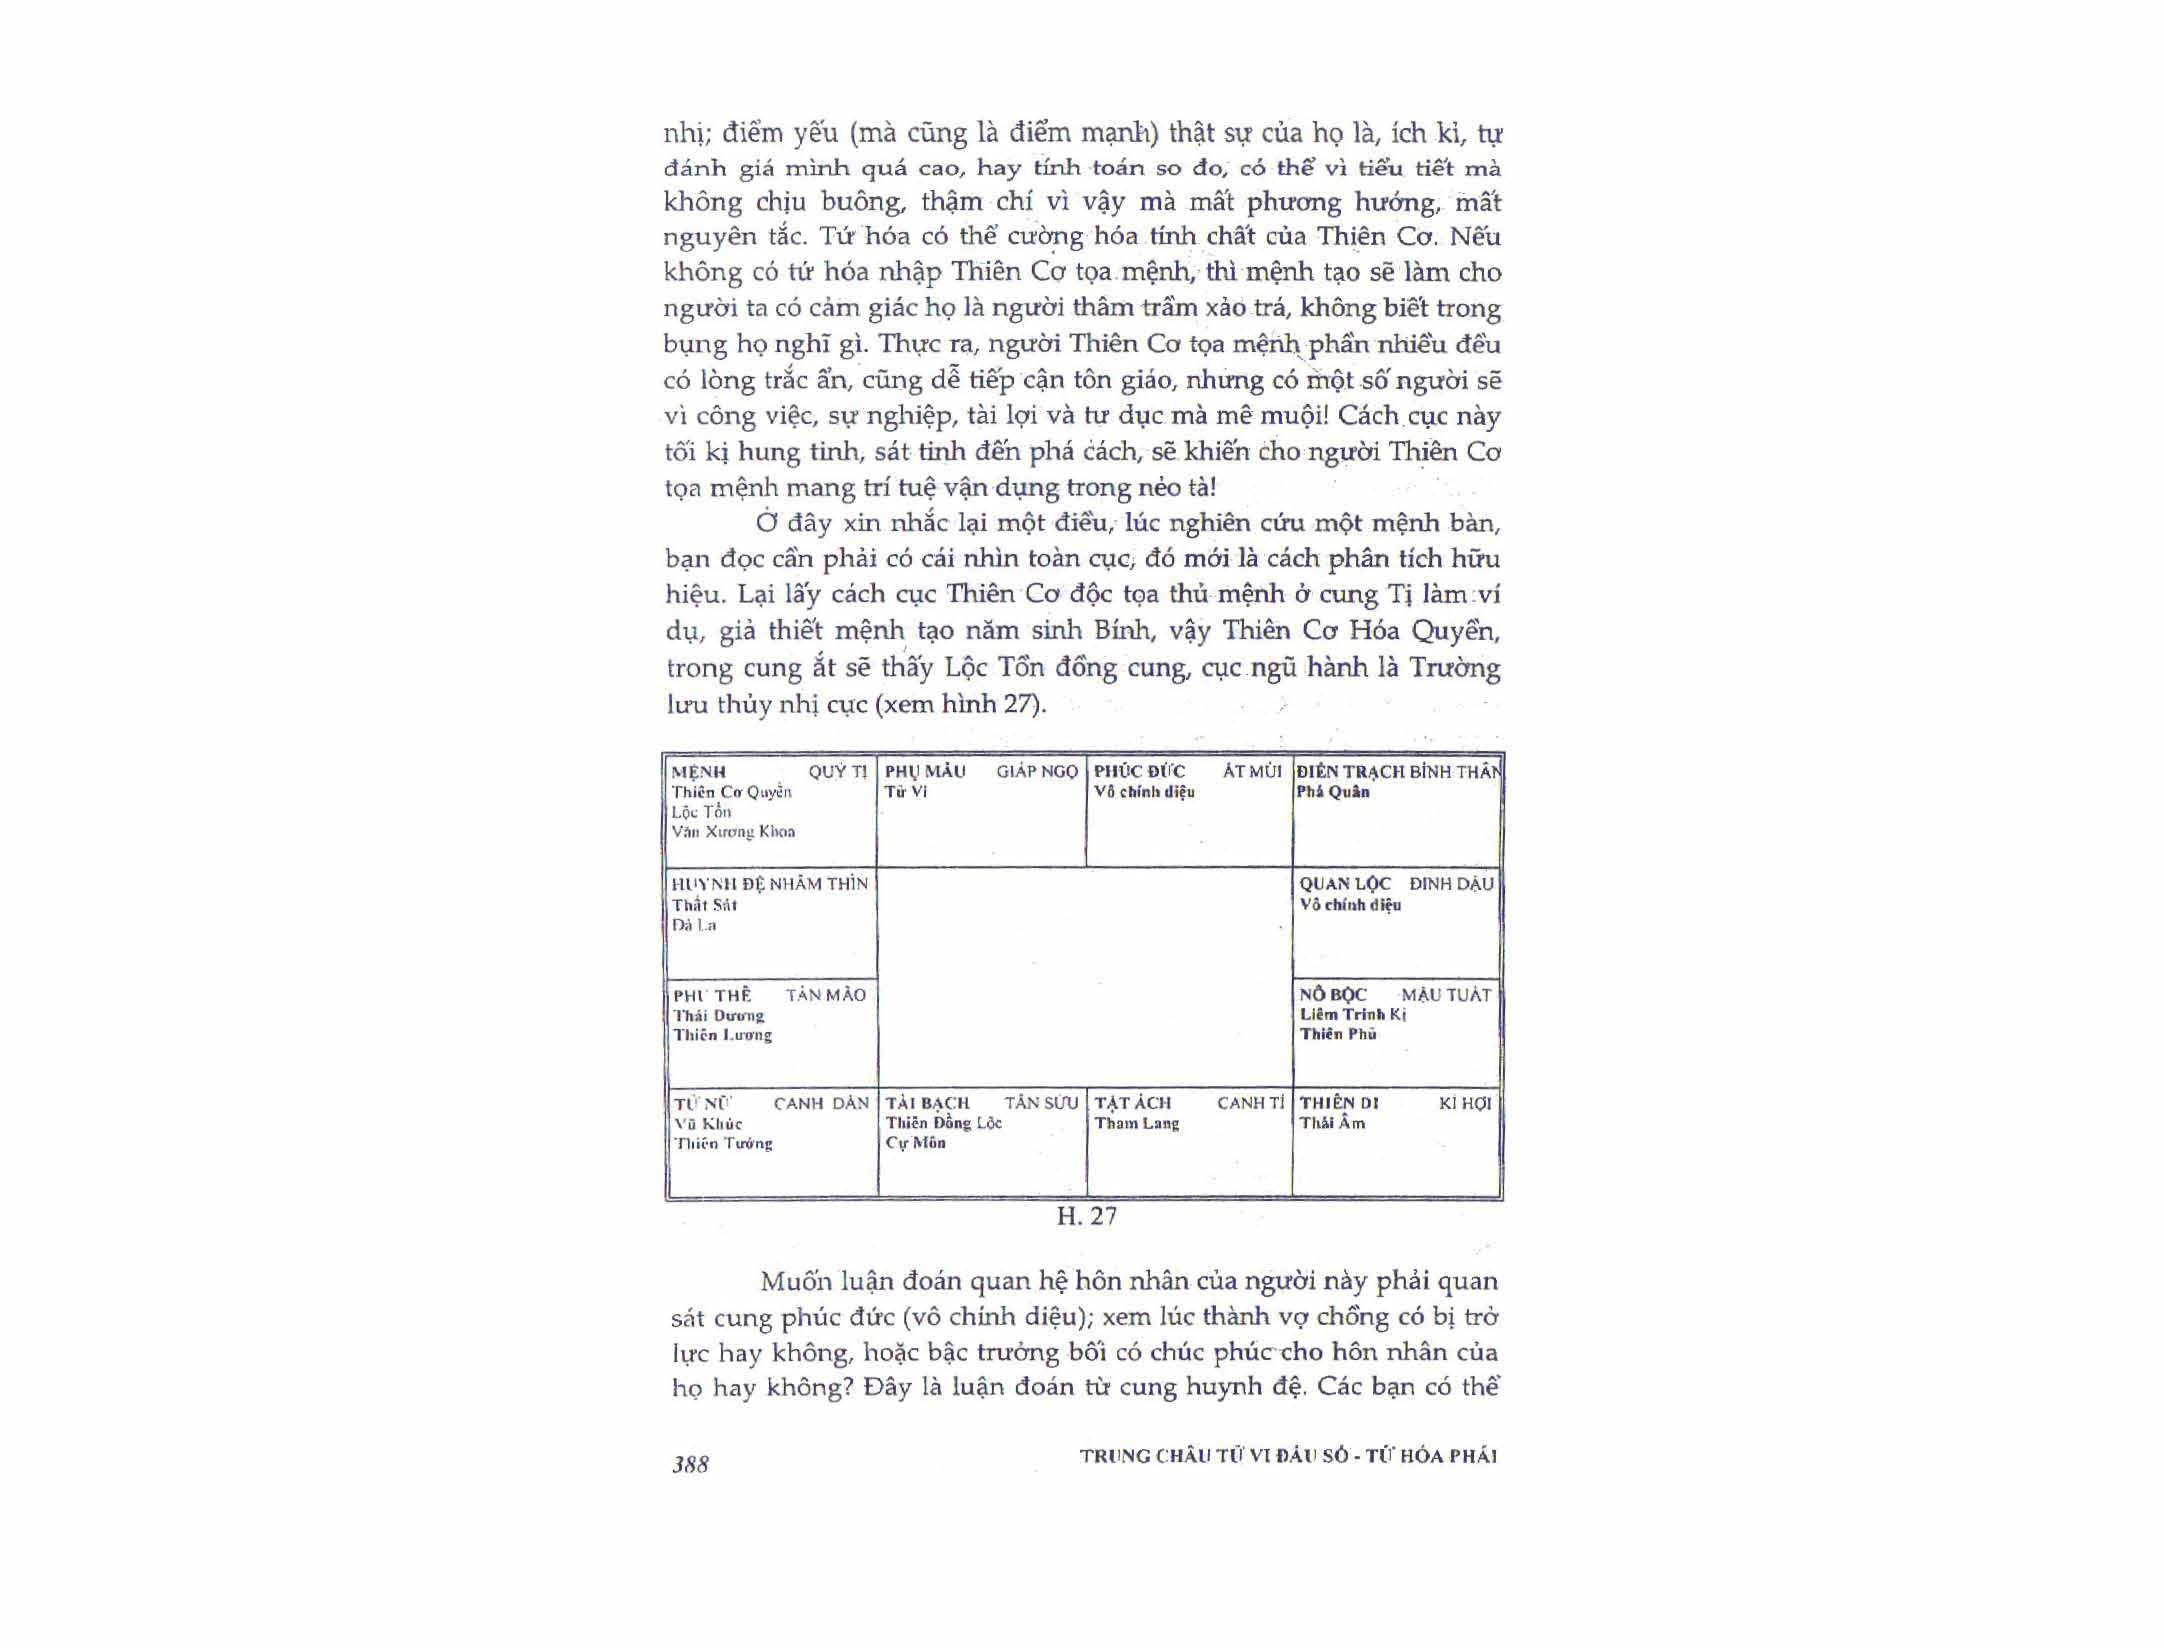 nhị; điểm yếu (mà cũng là điểm mạnh) thật sự của họ là, ích kỉ, tự
đánh giá mình quá cao, hay tính toán so đo, có thể vì tiểu tiết mà
không chịu buông, thậm chí vì vậy mà mất phương hướng, mất
nguyên tắc. Tứ hóa có thể cường hóa tính chất của Thiên Cơ. Nếu
không có tứ hóa nhập Thiên Cơ tọa mệnh, thì mệnh tạo sẽ làm cho
người ta có cảm giác họ là người thâm trầm xảo trá, không biết trong
bụng họ nghĩ gì. Thực ra, người Thiên Cơ tọa mệnh phần nhiều đều
có lòng trắc ẩn, cũng dễ tiếp cận tôn giáo, nhưng có một số người sẽ
vì công việc, sự nghiệp, tài lợi và tư dục mà mê muội! Cách cục này
tối kị hung tinh, sát tinh đến phá cách, sẽ khiến cho người Thiên Cơ
tọa mệnh mang trí tuệ vận dụng trong nẻo tà!
Ở đây xin nhắc lại một điều, lúc nghiên cứu một mệnh bàn,
bạn đọc cần phải có cái nhìn toàn cục, đó mới là cách phân tích hữu
hiệu. Lại lấy cách cục Thiên Cơ độc tọa thủ mệnh ở cung Tị làm ví
dụ, giả thiết mệnh tạo năm sinh Bính, vậy Thiên Cơ Hóa Quyền,
trong cung ắt sẽ thấy Lộc Tồn đồng cung, cục ngũ hành là Trường
lưu thủy nhị cực (xem hình 27).
MỆNH QUÝ TỊ
Thiên Cơ Quyền
Lộc Tồn
Văn Xương Khoa
PHỤ MẪU GIÁP NGỌ
Tử Vi
PHÚC ĐỨC ẤT MÙI
Vô chính diệu
ĐIỀN TRẠCH BÍNH THÂN
Phá Quân
HUYNH ĐỆ NHÂM THÌN
Thất Sát
Đà La
QUAN LỘC ĐINH DẬU
Vô chính diệu
PHU THÊ TÂN MÃO
Thái Dương
Thiên Lương
NÔ BỘC MẬU TUẤT
Liêm Trinh Kị
Thiên Phủ
TỬ NỮ CANH DẦN
Vũ Khúc
Thiên Tướng
TÀI BẠCH TÂN SỬU
Thiên Đồng Lộc
Cự Môn
TẬT ÁCH CANH TÍ
Tham Lang
THIÊN DI KỈ HỢI
Thái Âm
H. 27
Muốn luận đoán quan hệ hôn nhân của người này phải quan
sát cung phúc đức (vô chính diệu); xem lúc thành vợ chồng có bị trở
lực hay không, hoặc bậc trưởng bối có chúc phúc cho hôn nhân của
họ hay không? Đây là luận đoán từ cung huynh đệ. Các bạn có thể
388
TRUNG CHÂU TỬ VI ĐẨU SỐ - TỨ HÓA PHÁI